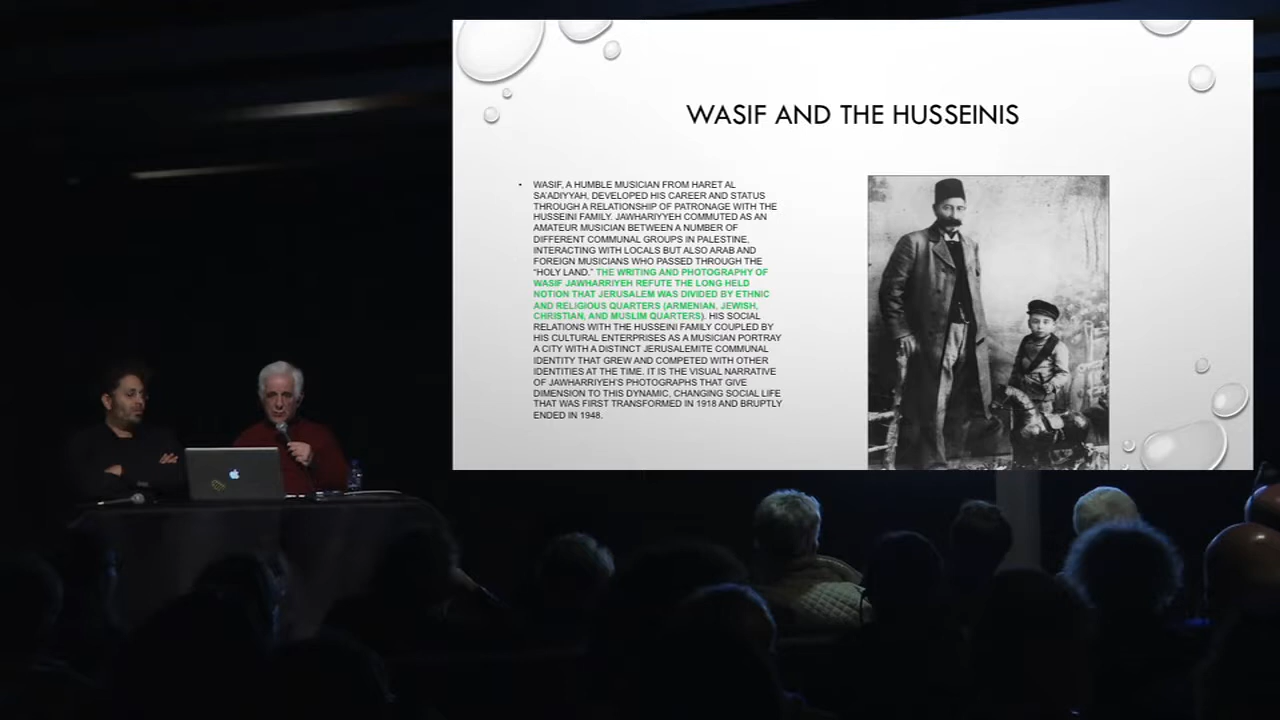 WASIF AND THE HUSSEINIS
• WASIF, A HUMBLE MUSICIAN FROM HARET AL
SA'ADIYYAH, DEVELOPED HIS CAREER AND STATUS
THROUGH A RELATIONSHIP OF PATRONAGE WITH THE
HUSSEINI FAMILY. JAWHARIYYEH COMMUTED AS AN
AMATEUR MUSICIAN BETWEEN A NUMBER OF
DIFFERENT COMMUNAL GROUPS IN PALESTINE,
INTERACTING WITH LOCALS BUT ALSO ARAB AND
FOREIGN MUSICIANS WHO PASSED THROUGH THE
“HOLY LAND.” THE WRITING AND PHOTOGRAPHY OF
WASIF JAWHARRIYEH REFUTE THE LONG HELD
NOTION THAT JERUSALEM WAS DIVIDED BY ETHNIC
AND RELIGIOUS QUARTERS (ARMENIAN, JEWISH,
CHRISTIAN, AND MUSLIM QUARTERS). HIS SOCIAL
RELATIONS WITH THE HUSSEINI FAMILY COUPLED BY
HIS CULTURAL ENTERPRISES AS A MUSICIAN PORTRAY
A CITY WITH A DISTINCT JERUSALEMITE COMMUNAL
IDENTITY THAT GREW AND COMPETED WITH OTHER
IDENTITIES AT THE TIME. IT IS THE VISUAL NARRATIVE
OF JAWHARRIYEH'S PHOTOGRAPHS THAT GIVE
DIMENSION TO THIS DYNAMIC, CHANGING SOCIAL LIFE
THAT WAS FIRST TRANSFORMED IN 1918 AND BRUPTLY
ENDED IN 1948.